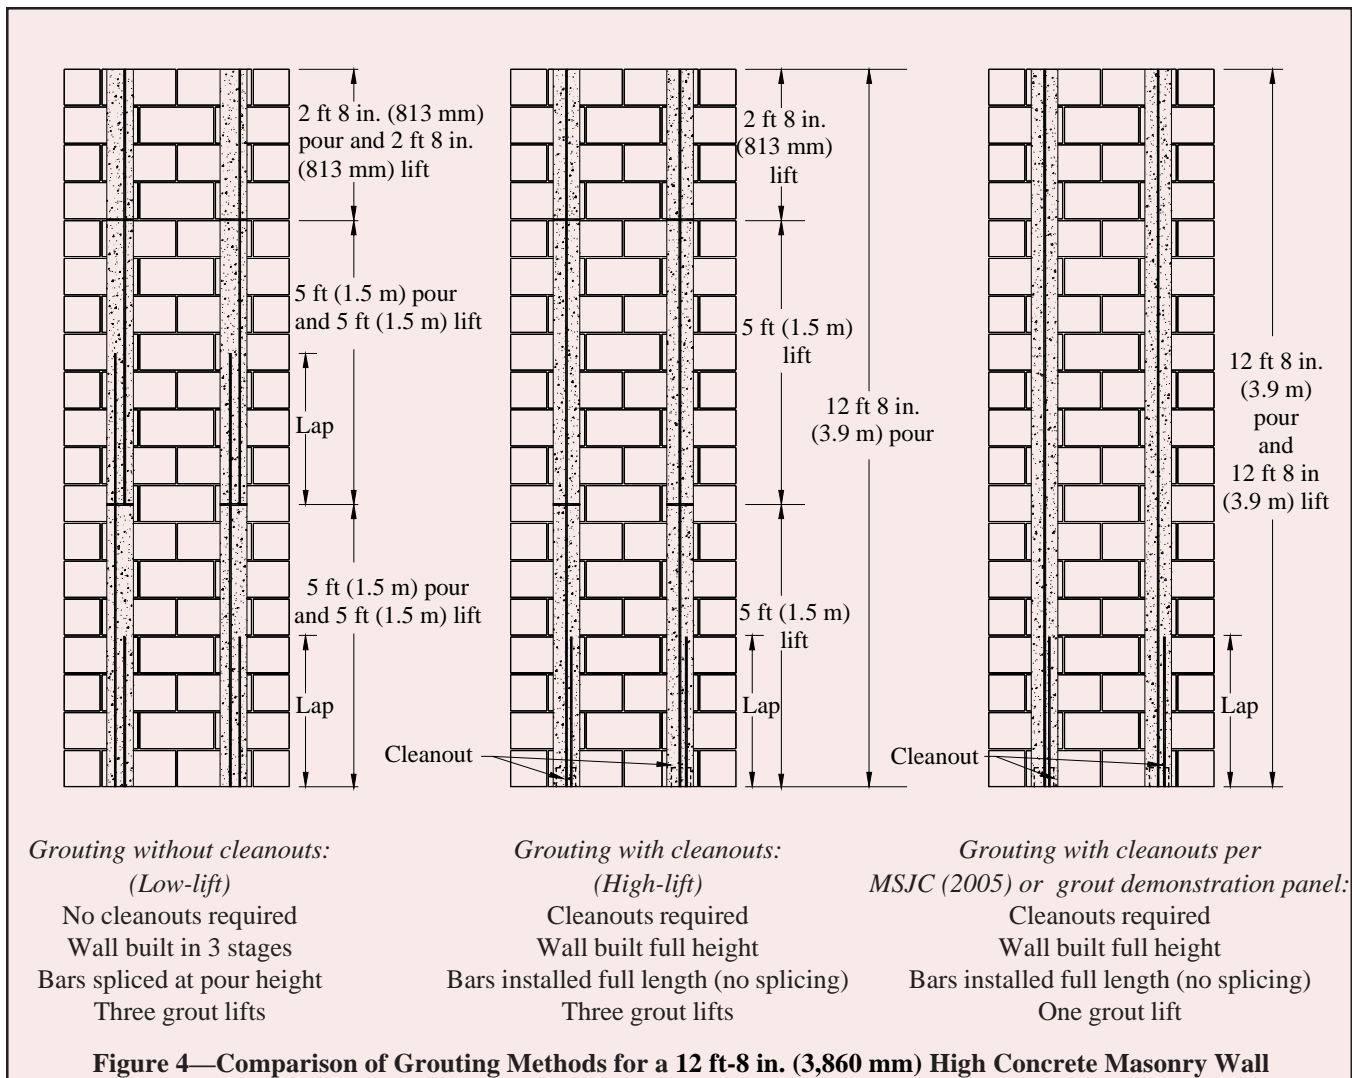 2 ft 8 in. (813 mm)
pour and 2 ft 8 in.
(813 mm) lift
5 ft (1.5 m) pour
and 5 ft (1.5 m) lift
Lap
5 ft (1.5 m) pour
and 5 ft (1.5 m) lift
Lap
Grouting without cleanouts:
(Low-lift)
No cleanouts required
Wall built in 3 stages
Bars spliced at pour height
Three grout lifts
2 ft 8 in.
(813 mm)
lift
5 ft (1.5 m)
lift
12 ft 8 in.
(3.9 m) pour
5 ft (1.5 m)
lift
Lap
Cleanout
Grouting with cleanouts:
(High-lift)
Cleanouts required
Wall built full height
Bars installed full length (no splicing)
Three grout lifts
12 ft 8 in.
(3.9 m)
pour
and
12 ft 8 in
(3.9 m) lift
Lap
Cleanout
Grouting with cleanouts per
MSJC (2005) or grout demonstration panel:
Cleanouts required
Wall built full height
Bars installed full length (no splicing)
One grout lift
Figure 4—Comparison of Grouting Methods for a 12 ft-8 in. (3,860 mm) High Concrete Masonry Wall